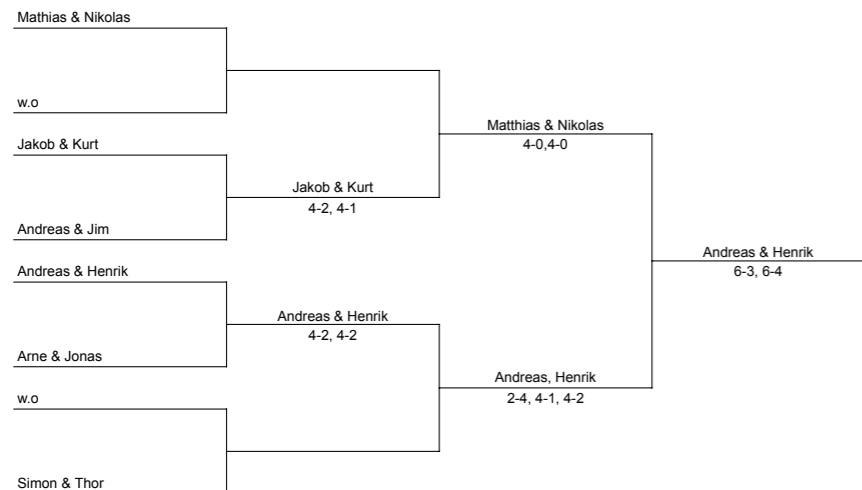 Mathias & Nikolas
w.o
Matthias & Nikolas
4-0,4-0
Jakob & Kurt
Jakob & Kurt
4-2, 4-1
Andreas & Jim
Andreas & Henrik
6-3, 6-4
Andreas & Henrik
Andreas & Henrik
4-2, 4-2
Arne & Jonas
Andreas, Henrik
2-4, 4-1, 4-2
w.o
Simon & Thor